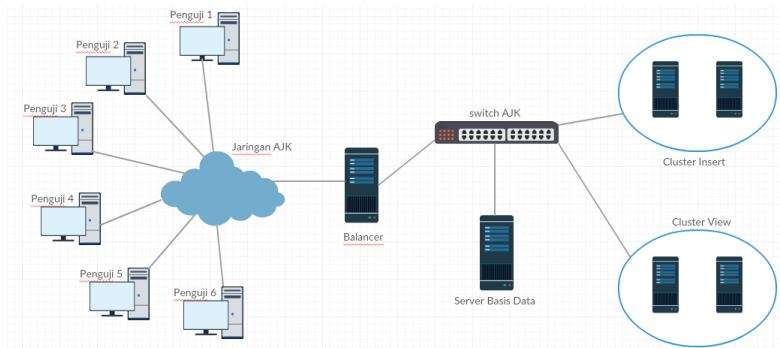 Penguji 1
Penguji 2
Penguji 3
Penguji 4
Penguji 5
Penguji 6
Jaringan AJK
Balancer
switch AJK
Server Basis Data
Cluster Insert
Cluster View